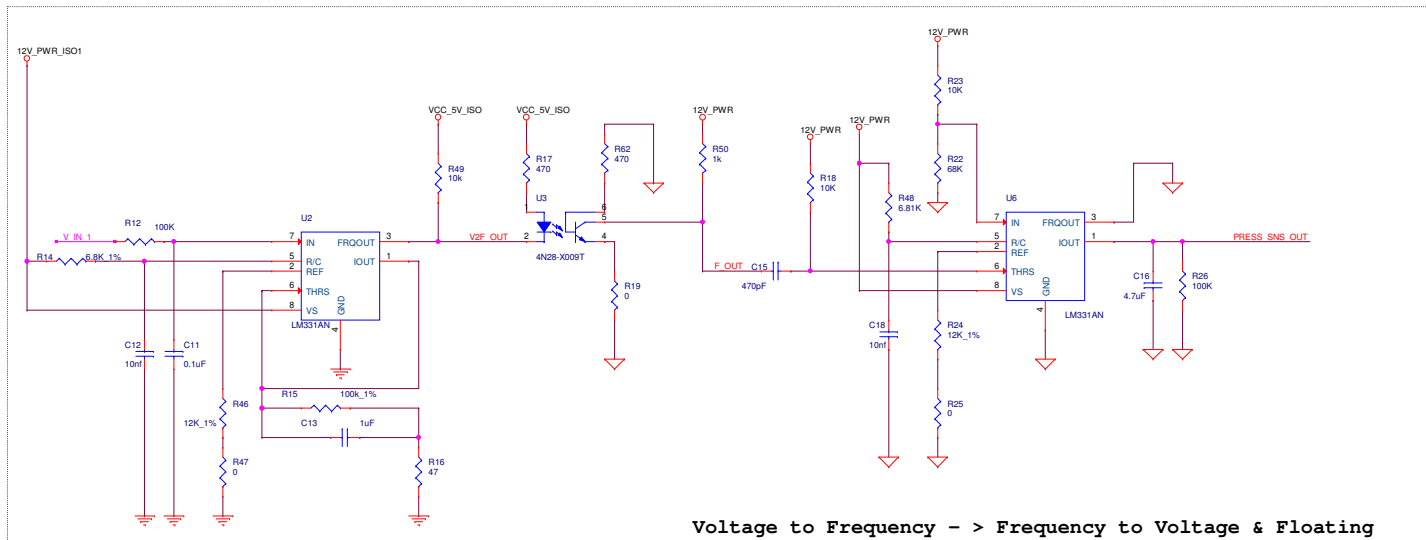 12V_PWR_ISO1
V_IN_1
R12
100K
R14
6.8K_1%
C12
10nf
C11
0.1uF
R46
12K_1%
R47
0
U2
7
IN
FRQOUT
3
5
R/C
IOUT
1
2
REF
6
THRS
8
VS
GND
4
LM331AN
R15
100k_1%
C13
1uF
R16
47
VCC_5V_ISO
R49
10k
V2F_OUT
VCC_5V_ISO
R17
470
U3
1
2
6
5
4
4N28-X009T
R62
470
R19
0
12V_PWR
R50
1k
F_OUT
C15
470pF
12V_PWR
R18
10K
12V_PWR
R48
6.81K
C18
10nf
12V_PWR
R23
10K
R22
68K
R24
12K_1%
R25
0
U6
7
IN
FRQOUT
3
5
R/C
IOUT
1
2
REF
6
THRS
8
VS
GND
4
LM331AN
PRESS_SNS_OUT
C16
4.7uF
R26
100K
Voltage to Frequency - > Frequency to Voltage & Floating